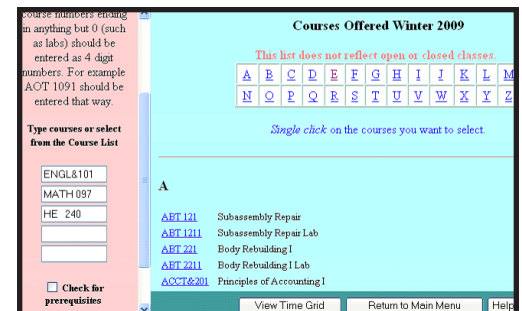 course numbers ending
in anything but 0 (such
as labs) should be
entered as 4 digit
numbers. For example
AOT 1091 should be
entered that way.
Type courses or select
from the Course List
ENGL&101
MATH 097
HE 240
Check for
prerequisites
Courses Offered Winter 2009
This list does not reflect open or closed classes.
A B C D E F G H I J K L M
N O P Q R S T U V W X Y Z
Single click on the courses you want to select.
A
ABT 121 Subassembly Repair
ABT 1211 Subassembly Repair Lab
ABT 221 Body Rebuilding I
ABT 2211 Body Rebuilding I Lab
ACCT&201 Principles of Accounting I
View Time Grid Return to Main Menu Help